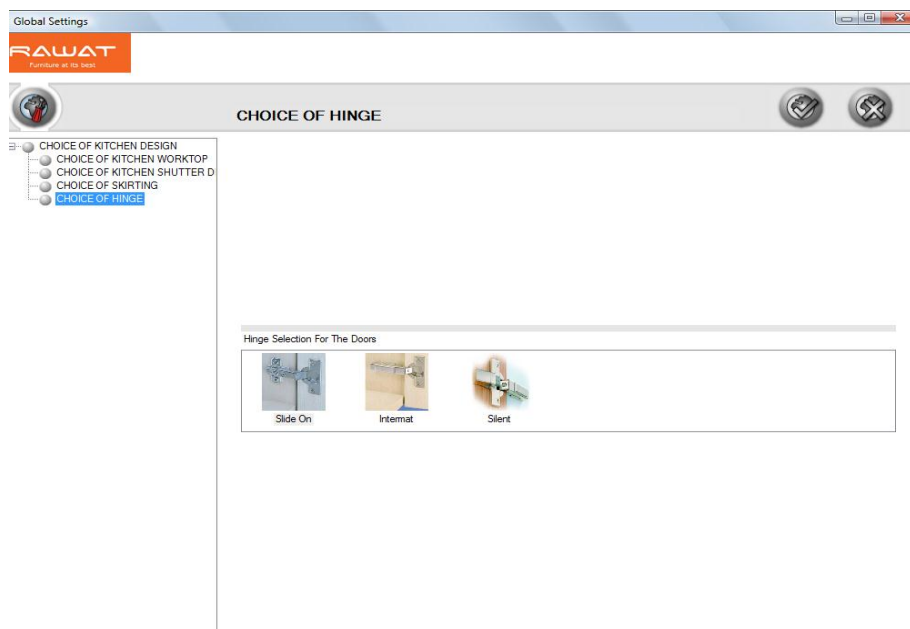 Global Settings
RAWAT
Furniture at its best
CHOICE OF HINGE
CHOICE OF KITCHEN DESIGN
CHOICE OF KITCHEN WORKTOP
CHOICE OF KITCHEN SHUTTER D
CHOICE OF SKIRTING
CHOICE OF HINGE
Hinge Selection For The Doors
Slide On
Intermat
Silent